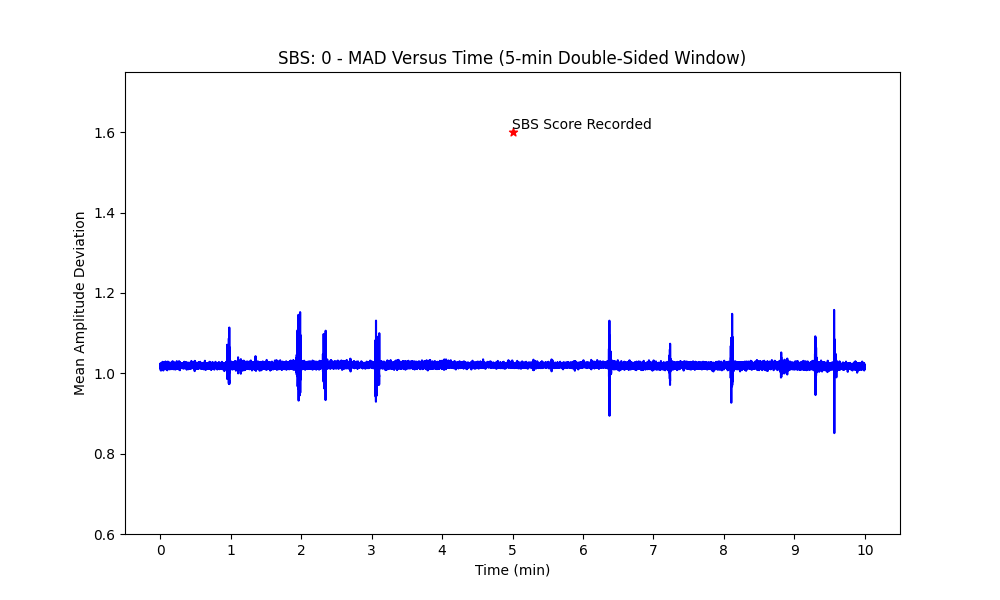 SBS: 0 - MAD Versus Time (5-min Double-Sided Window)
SBS Score Recorded
Mean Amplitude Deviation
1.6
1.4
1.2
1.0
0.8
0.6
0 1 2 3 4 5 6 7 8 9 10
Time (min)